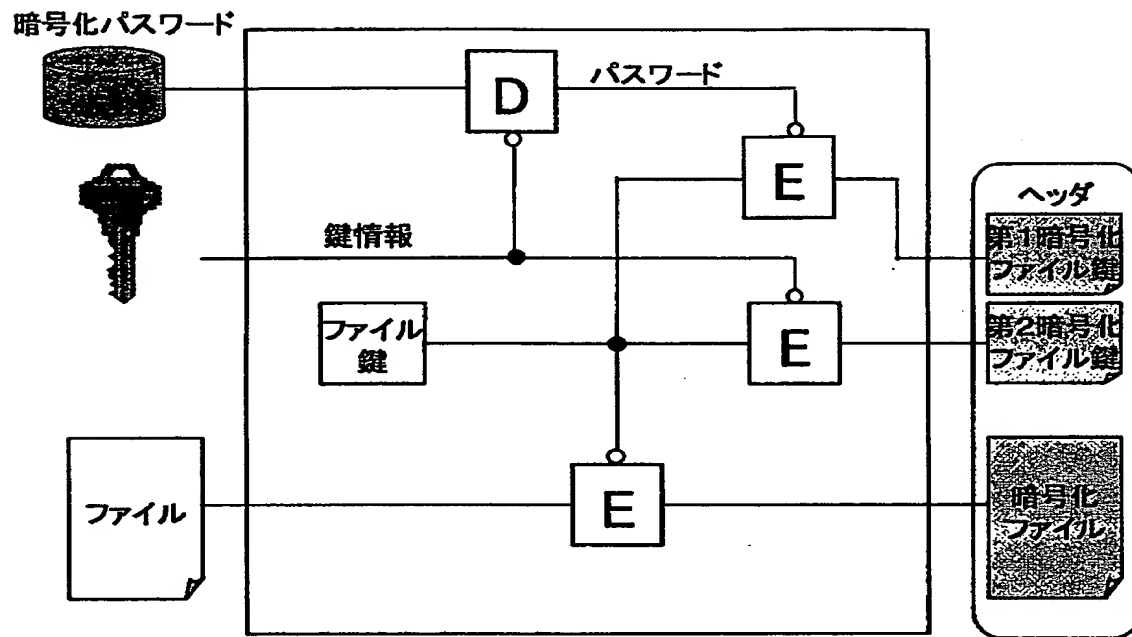 暗号化パスワード
D
パスワード
E
ヘッダ
第1暗号化
ファイル鍵
鍵情報
ファイル
鍵
E
第2暗号化
ファイル鍵
ファイル
E
暗号化
ファイル